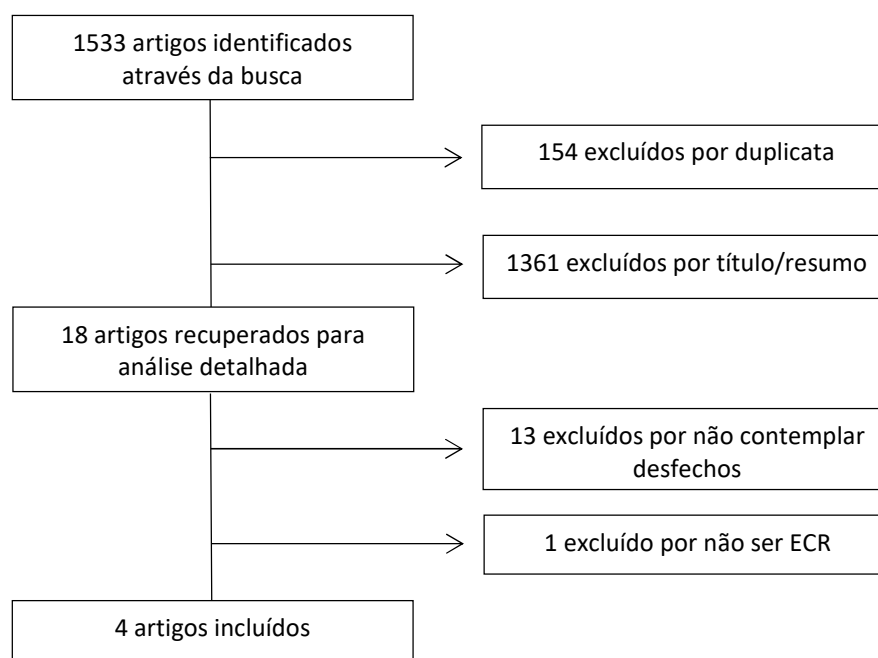 1533 artigos identificados
através da busca
154 excluídos por duplicata
1361 excluídos por título/resumo
18 artigos recuperados para
análise detalhada
13 excluídos por não contemplar
desfechos
1 excluído por não ser ECR
4 artigos incluídos